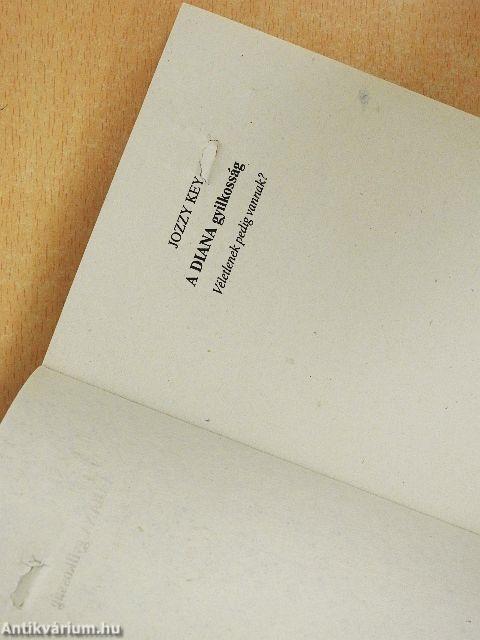 JOZZY KEY
A DIANA gyilkosság
Véletlenek pedig vannak?
Antikvárium.hu